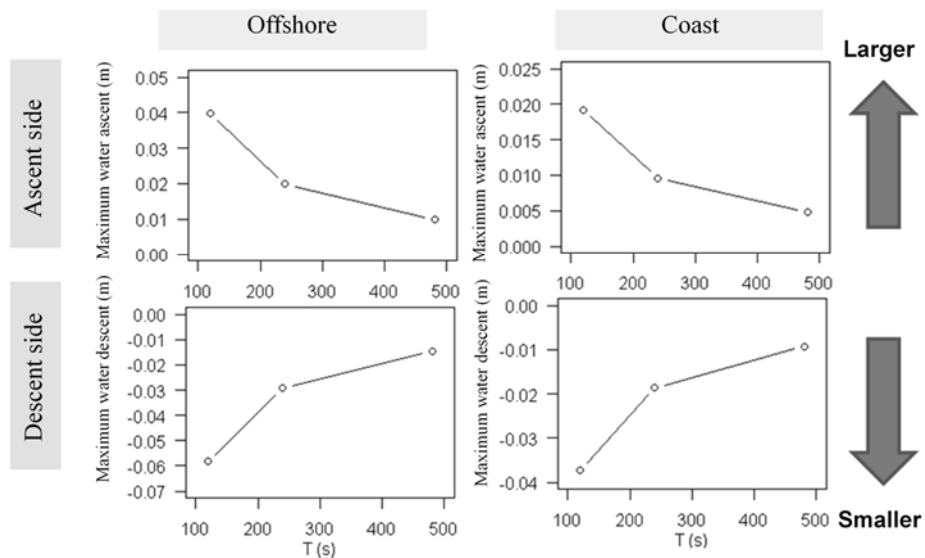 Offshore
Coast
Larger
Ascent side
Maximum water ascent (m)
0.05
0.04
0.03
0.02
0.01
0.00
100 200 300 400 500
Maximum water ascent (m)
0.025
0.020
0.015
0.010
0.005
0.000
100 200 300 400 500
Descent side
Maximum water descent (m)
0.00
-0.01
-0.02
-0.03
-0.04
-0.05
-0.06
-0.07
100 200 300 400 500
T (s)
Maximum water descent (m)
0.00
-0.01
-0.02
-0.03
-0.04
100 200 300 400 500
T (s)
Smaller